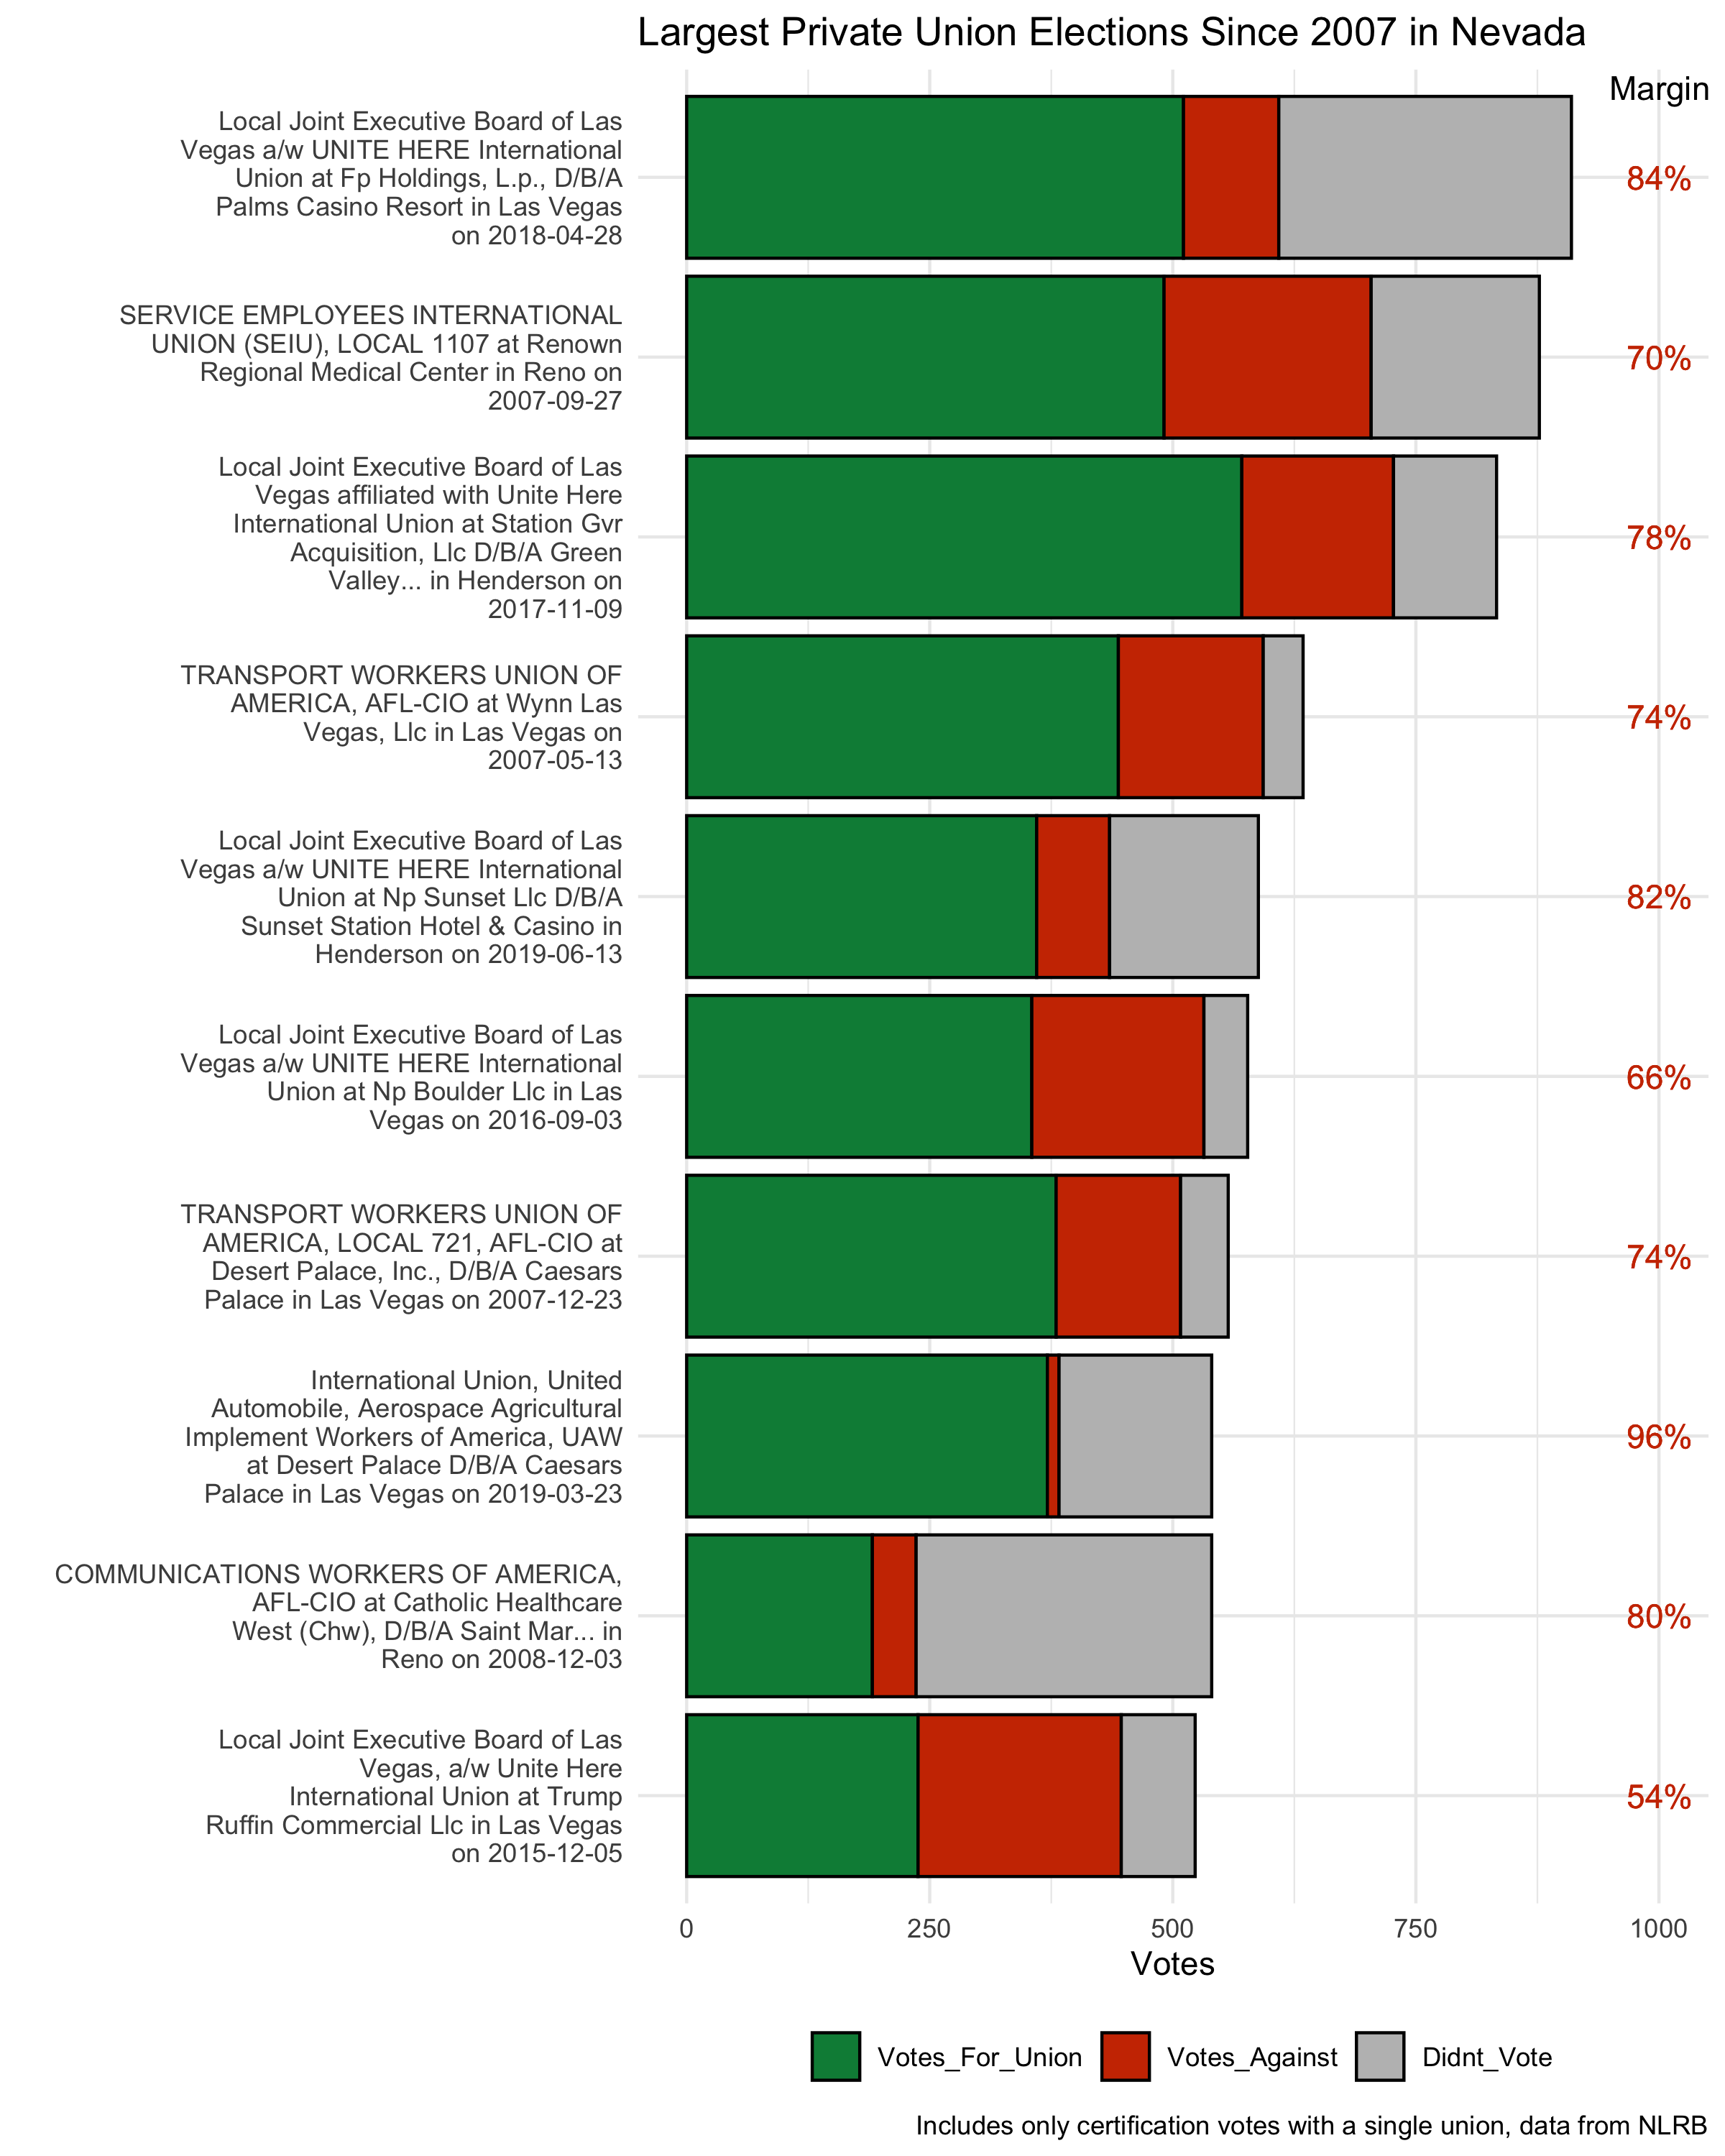 Largest Private Union Elections Since 2007 in Nevada
Margin
Local Joint Executive Board of Las
Vegas a/w UNITE HERE International
Union at Fp Holdings, L.p., D/B/A
Palms Casino Resort in Las Vegas
on 2018-04-28
84%
SERVICE EMPLOYEES INTERNATIONAL
UNION (SEIU), LOCAL 1107 at Renown
Regional Medical Center in Reno on
2007-09-27
70%
Local Joint Executive Board of Las
Vegas affiliated with Unite Here
International Union at Station Gvr
Acquisition, Llc D/B/A Green
Valley... in Henderson on
2017-11-09
78%
TRANSPORT WORKERS UNION OF
AMERICA, AFL-CIO at Wynn Las
Vegas, Llc in Las Vegas on
2007-05-13
74%
Local Joint Executive Board of Las
Vegas a/w UNITE HERE International
Union at Np Sunset Llc D/B/A
Sunset Station Hotel & Casino in
Henderson on 2019-06-13
82%
Local Joint Executive Board of Las
Vegas a/w UNITE HERE International
Union at Np Boulder Llc in Las
Vegas on 2016-09-03
66%
TRANSPORT WORKERS UNION OF
AMERICA, LOCAL 721, AFL-CIO at
Desert Palace, Inc., D/B/A Caesars
Palace in Las Vegas on 2007-12-23
74%
International Union, United
Automobile, Aerospace Agricultural
Implement Workers of America, UAW
at Desert Palace D/B/A Caesars
Palace in Las Vegas on 2019-03-23
96%
COMMUNICATIONS WORKERS OF AMERICA,
AFL-CIO at Catholic Healthcare
West (Chw), D/B/A Saint Mar... in
Reno on 2008-12-03
80%
Local Joint Executive Board of Las
Vegas, a/w Unite Here
International Union at Trump
Ruffin Commercial Llc in Las Vegas
on 2015-12-05
54%
0 250 500 750 1000
Votes
Votes_For_Union Votes_Against Didnt_Vote
Includes only certification votes with a single union, data from NLRB